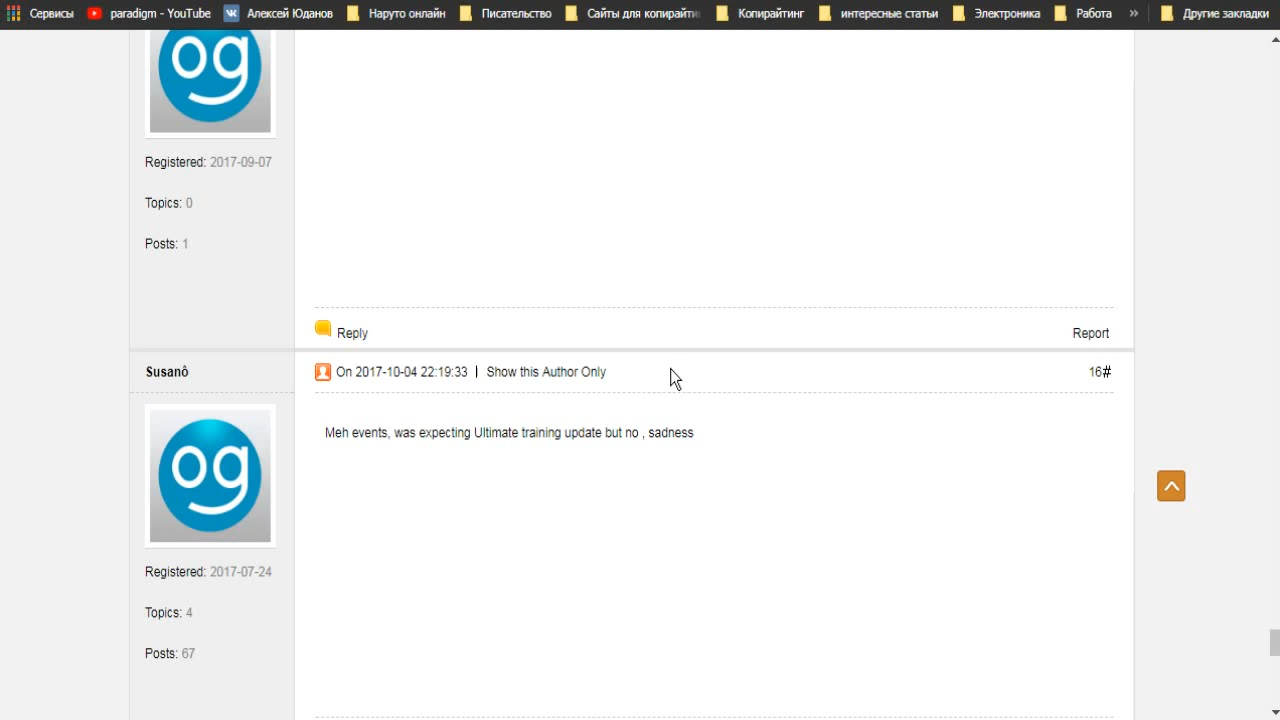 Сервисы paradigm - YouTube Алексей Юданов Наруто онлайн Писательство Сайты для копирайти Копирайтинг интересные статьи Электроника Работа » Другие закладки
og
Registered: 2017-09-07
Topics: 0
Posts: 1
Reply Report
Susanô On 2017-10-04 22:19:33 | Show this Author Only 16#
Meh events, was expecting Ultimate training update but no , sadness
og
Registered: 2017-07-24
Topics: 4
Posts: 67